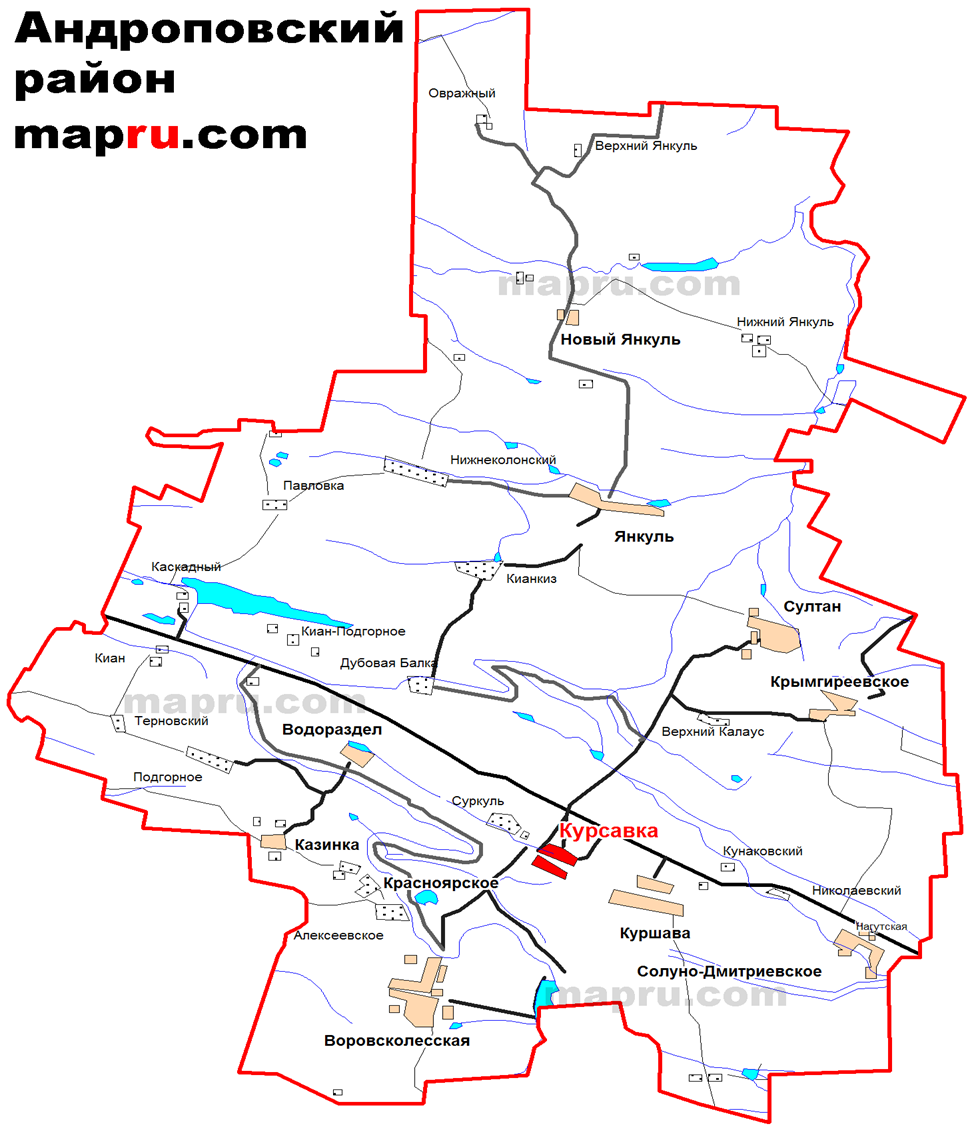 Андроповский
район
mapru.com
Овражный
Верхний Янкуль
mapru.com
Нижний Янкуль
Новый Янкуль
Нижнеколонский
Павловка
Янкуль
Каскадный
Кианкиз
Султан
Киан-Подгорное
Киан
Дубовая Балка
Крымгиреевское
mapru.com
Терновский
Водораздел
Верхний Калаус
Подгорное
Суркуль
Курсавка
Казинка
Кунаковский
Красноярское
Николаевский
Нагутская
Алексеевское
Куршава
Солуно-Дмитриевское
mapru.com
Воровсколесская